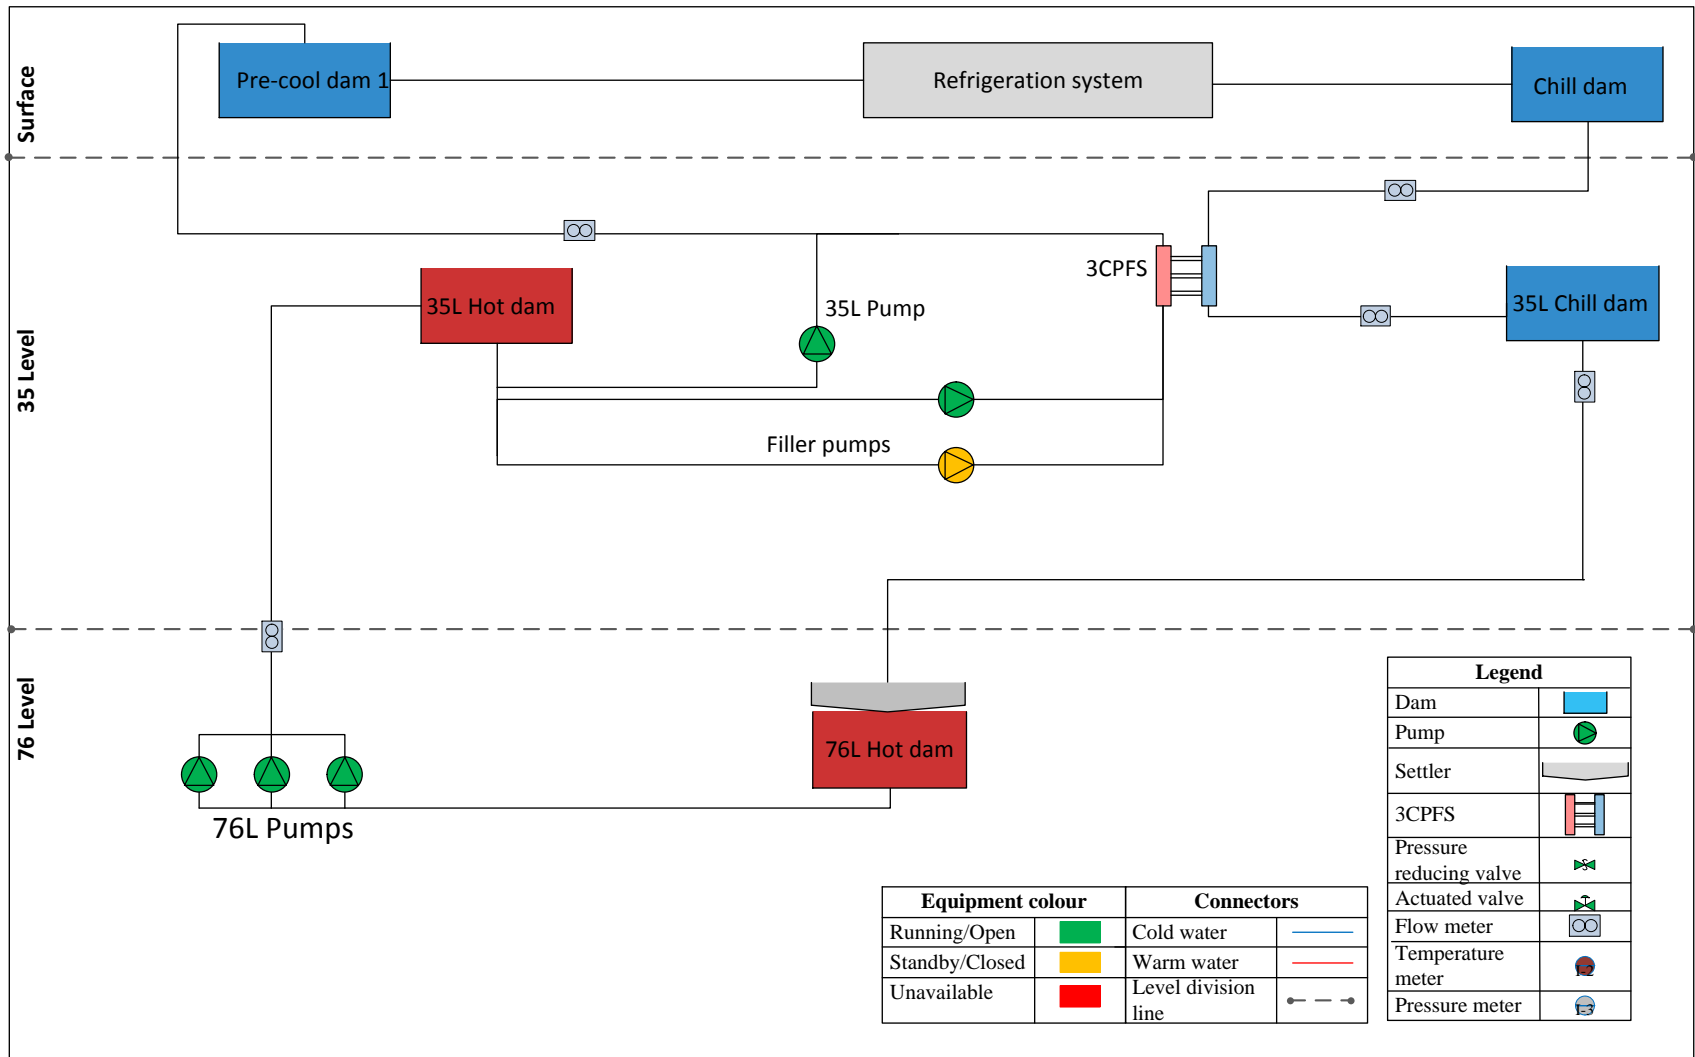 Surface
Pre-cool dam 1
Refrigeration system
Chill dam
35 Level
3CPFS
35L Hot dam
35L Pump
35L Chill dam
Filler pumps
76 Level
76L Hot dam
76L Pumps
Legend
Dam
Pump
Settler
3CPFS
Pressure
reducing valve
Actuated valve
Flow meter
Temperature
meter
I-2
Pressure meter
I-3
Equipment colour
Connectors
Running/Open
Cold water
Standby/Closed
Warm water
Unavailable
Level division
line